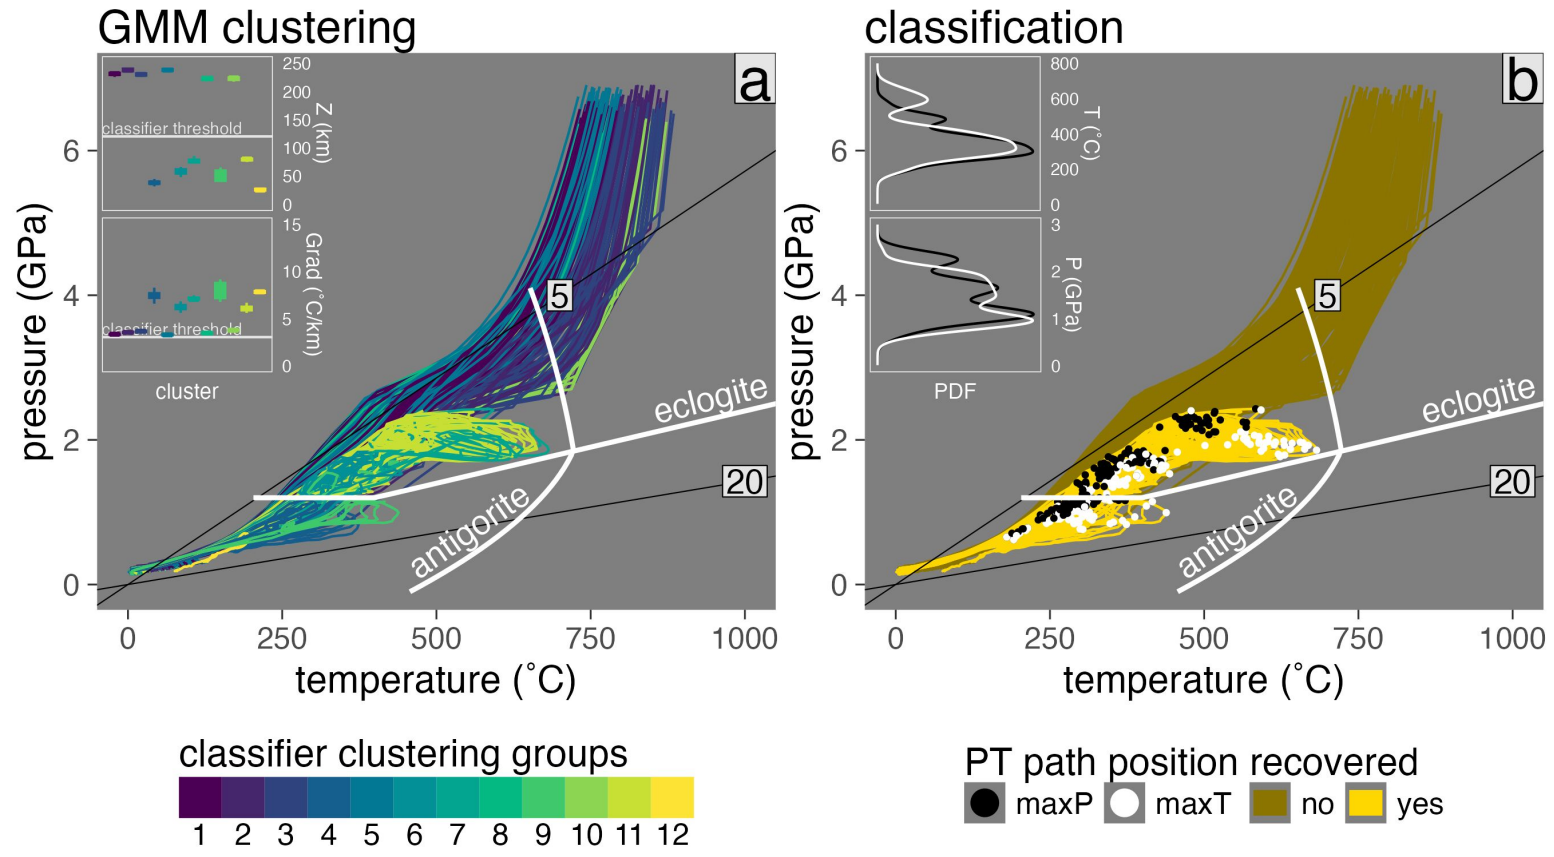 GMM clustering
classification
a
250
200
150
100
50
0
Z (km)
classifier threshold
15
10
5
0
Grad (˚C/km)
classifier threshold
cluster
5
20
eclogite
antigorite
6
4
2
0
pressure (GPa)
0
250
500
750
1000
temperature (˚C)
b
800
600
400
200
0
T (˚C)
3
2
1
0
P (GPa)
PDF
5
20
eclogite
antigorite
6
4
2
0
pressure (GPa)
0
250
500
750
1000
temperature (˚C)
classifier clustering groups
1 2 3 4 5 6 7 8 9 10 11 12
PT path position recovered
maxP maxT no yes